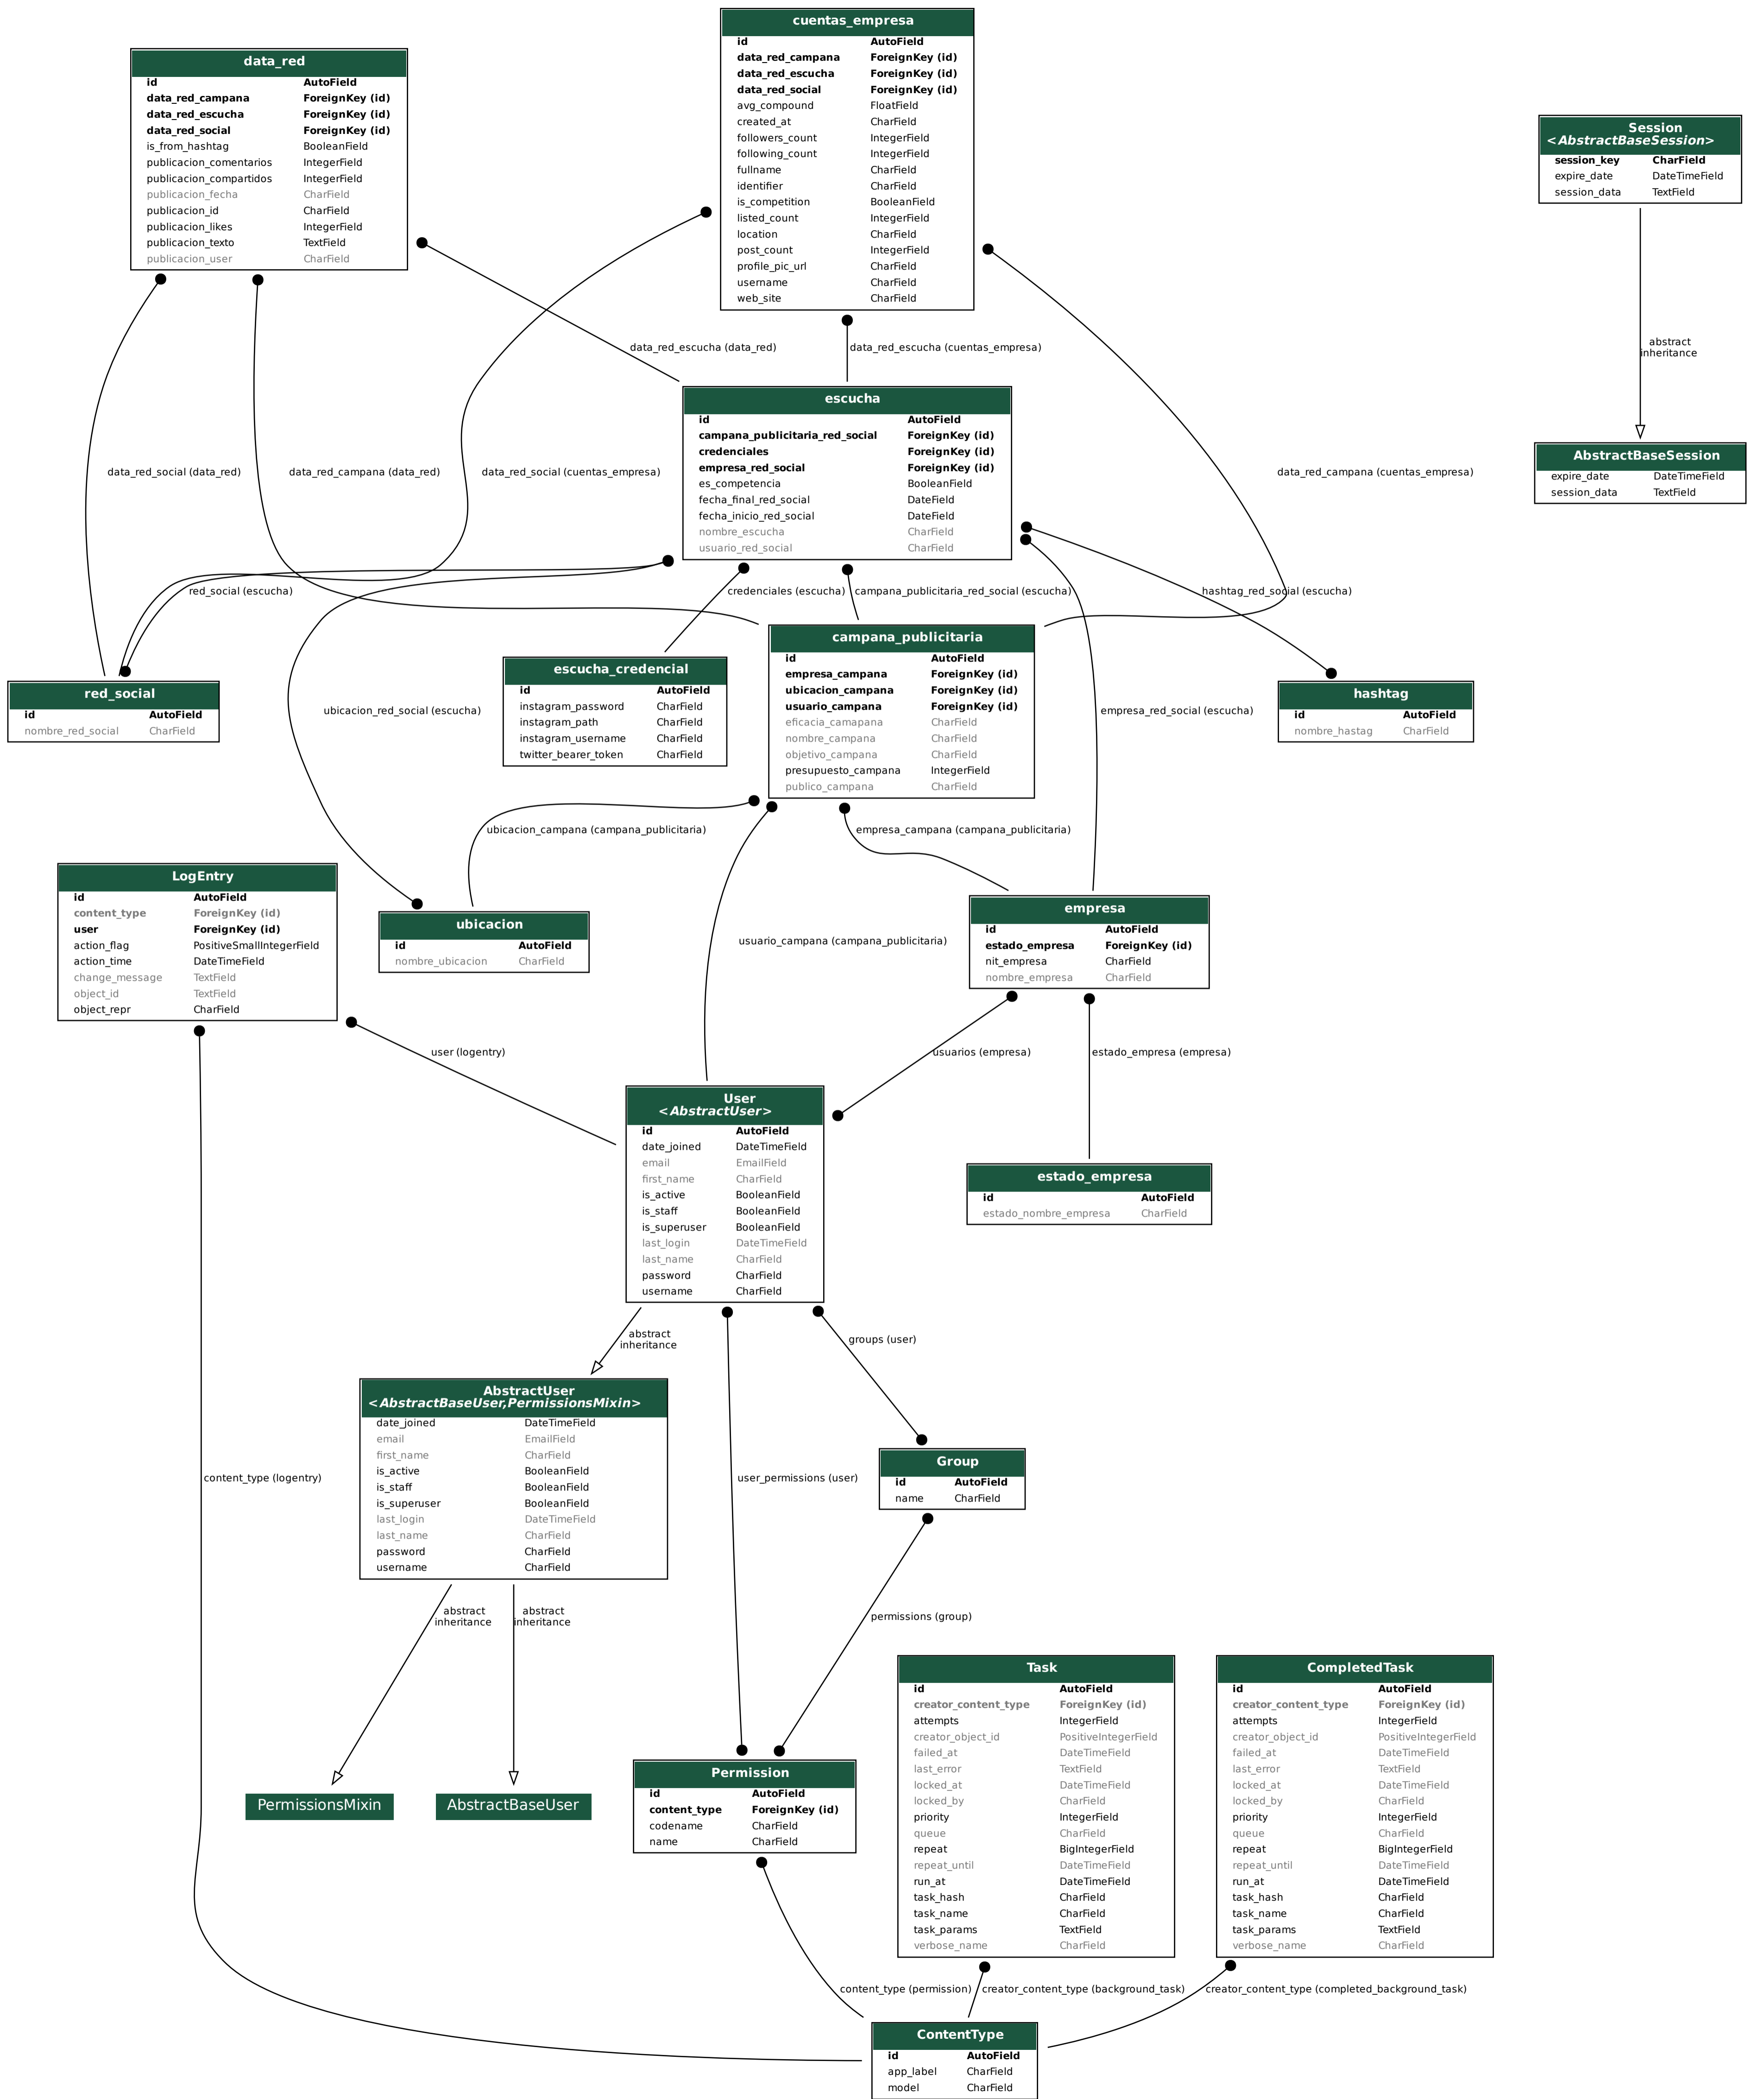 cuentas_empresa
id AutoField
data_red_campana ForeignKey (id)
data_red_escucha ForeignKey (id)
data_red_social ForeignKey (id)
avg_compound FloatField
created_at CharField
followers_count IntegerField
following_count IntegerField
fullname CharField
identifier CharField
is_competition BooleanField
listed_count IntegerField
location CharField
post_count IntegerField
profile_pic_url CharField
username CharField
web_site CharField
data_red
id AutoField
data_red_campana ForeignKey (id)
data_red_escucha ForeignKey (id)
data_red_social ForeignKey (id)
is_from_hashtag BooleanField
publicacion_comentarios IntegerField
publicacion_compartidos IntegerField
publicacion_fecha CharField
publicacion_id CharField
publicacion_likes IntegerField
publicacion_texto TextField
publicacion_user CharField
Session
<AbstractBaseSession>
session_key CharField
expire_date DateTimeField
session_data TextField
data_red_escucha (data_red)
data_red_escucha (cuentas_empresa)
abstract
inheritance
escucha
id AutoField
campana_publicitaria_red_social ForeignKey (id)
credenciales ForeignKey (id)
empresa_red_social ForeignKey (id)
es_competencia BooleanField
fecha_final_red_social DateField
fecha_inicio_red_social DateField
nombre_escucha CharField
usuario_red_social CharField
AbstractBaseSession
expire_date DateTimeField
session_data TextField
data_red_social (data_red)
data_red_campana (data_red)
data_red_social (cuentas_empresa)
data_red_campana (cuentas_empresa)
red_social (escucha)
credenciales (escucha)
campana_publicitaria_red_social (escucha)
hashtag_red_social (escucha)
campana_publicitaria
id AutoField
empresa_campana ForeignKey (id)
ubicacion_campana ForeignKey (id)
usuario_campana ForeignKey (id)
eficacia_camapana CharField
nombre_campana CharField
objetivo_campana CharField
presupuesto_campana IntegerField
publico_campana CharField
escucha_credencial
id AutoField
instagram_password CharField
instagram_path CharField
instagram_username CharField
twitter_bearer_token CharField
red_social
id AutoField
nombre_red_social CharField
hashtag
id AutoField
nombre_hastag CharField
ubicacion_red_social (escucha)
empresa_red_social (escucha)
ubicacion_campana (campana_publicitaria)
empresa_campana (campana_publicitaria)
LogEntry
id AutoField
content_type ForeignKey (id)
user ForeignKey (id)
action_flag PositiveSmallIntegerField
action_time DateTimeField
change_message TextField
object_id TextField
object_repr CharField
ubicacion
id AutoField
nombre_ubicacion CharField
empresa
id AutoField
estado_empresa ForeignKey (id)
nit_empresa CharField
nombre_empresa CharField
usuario_campana (campana_publicitaria)
user (logentry)
usuarios (empresa)
estado_empresa (empresa)
User
<AbstractUser>
id AutoField
date_joined DateTimeField
email EmailField
first_name CharField
is_active BooleanField
is_staff BooleanField
is_superuser BooleanField
last_login DateTimeField
last_name CharField
password CharField
username CharField
estado_empresa
id AutoField
estado_nombre_empresa CharField
abstract
inheritance
groups (user)
AbstractUser
<AbstractBaseUser,PermissionsMixin>
date_joined DateTimeField
email EmailField
first_name CharField
is_active BooleanField
is_staff BooleanField
is_superuser BooleanField
last_login DateTimeField
last_name CharField
password CharField
username CharField
Group
id AutoField
name CharField
content_type (logentry)
user_permissions (user)
abstract
inheritance
abstract
inheritance
permissions (group)
Task
id AutoField
creator_content_type ForeignKey (id)
attempts IntegerField
creator_object_id PositiveIntegerField
failed_at DateTimeField
last_error TextField
locked_at DateTimeField
locked_by CharField
priority IntegerField
queue CharField
repeat BigIntegerField
repeat_until DateTimeField
run_at DateTimeField
task_hash CharField
task_name CharField
task_params TextField
verbose_name CharField
CompletedTask
id AutoField
creator_content_type ForeignKey (id)
attempts IntegerField
creator_object_id PositiveIntegerField
failed_at DateTimeField
last_error TextField
locked_at DateTimeField
locked_by CharField
priority IntegerField
queue CharField
repeat BigIntegerField
repeat_until DateTimeField
run_at DateTimeField
task_hash CharField
task_name CharField
task_params TextField
verbose_name CharField
PermissionsMixin
AbstractBaseUser
Permission
id AutoField
content_type ForeignKey (id)
codename CharField
name CharField
content_type (permission)
creator_content_type (background_task)
creator_content_type (completed_background_task)
ContentType
id AutoField
app_label CharField
model CharField